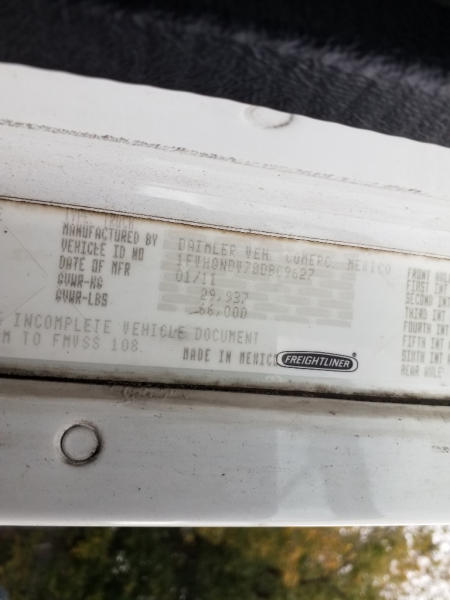 MANUFACTURED BY DAIMLER VEH. COMERC. MEXICO
VEHICLE ID NO
DATE OF MFR 01/11
GVWR-KG 29,937
GVWR-LBS 66,000
INCOMPLETE VEHICLE DOCUMENT
TO FMVSS 108.
MADE IN MEXICO
FREIGHTLINER
FRONT
FIRST INT
SECOND INT
THIRD INT
FOURTH INT
FIFTH INT
SIXTH INT
REAR AXLE